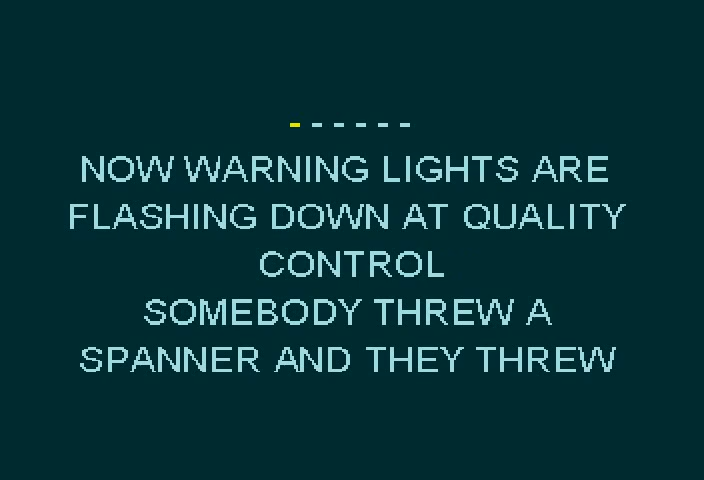 ------
NOW WARNING LIGHTS ARE
FLASHING DOWN AT QUALITY
CONTROL
SOMEBODY THREW A
SPANNER AND THEY THREW